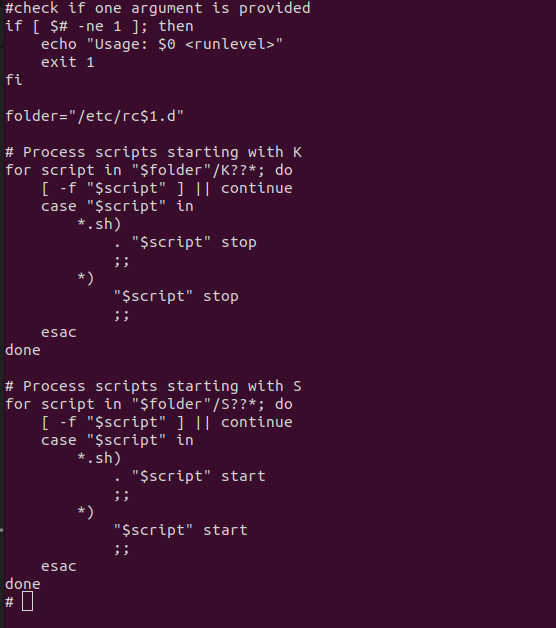 #check if one argument is provided
if [ $# -ne 1 ]; then
    echo "Usage: $0 <runlevel>"
    exit 1
fi

folder="/etc/rc$1.d"

# Process scripts starting with K
for script in "$folder"/K??*; do
    [ -f "$script" ] || continue
    case "$script" in
        *.sh)
            . "$script" stop
            ;;
        *)
            "$script" stop
            ;;
    esac
done

# Process scripts starting with S
for script in "$folder"/S??*; do
    [ -f "$script" ] || continue
    case "$script" in
        *.sh)
            . "$script" start
            ;;
        *)
            "$script" start
            ;;
    esac
done
#